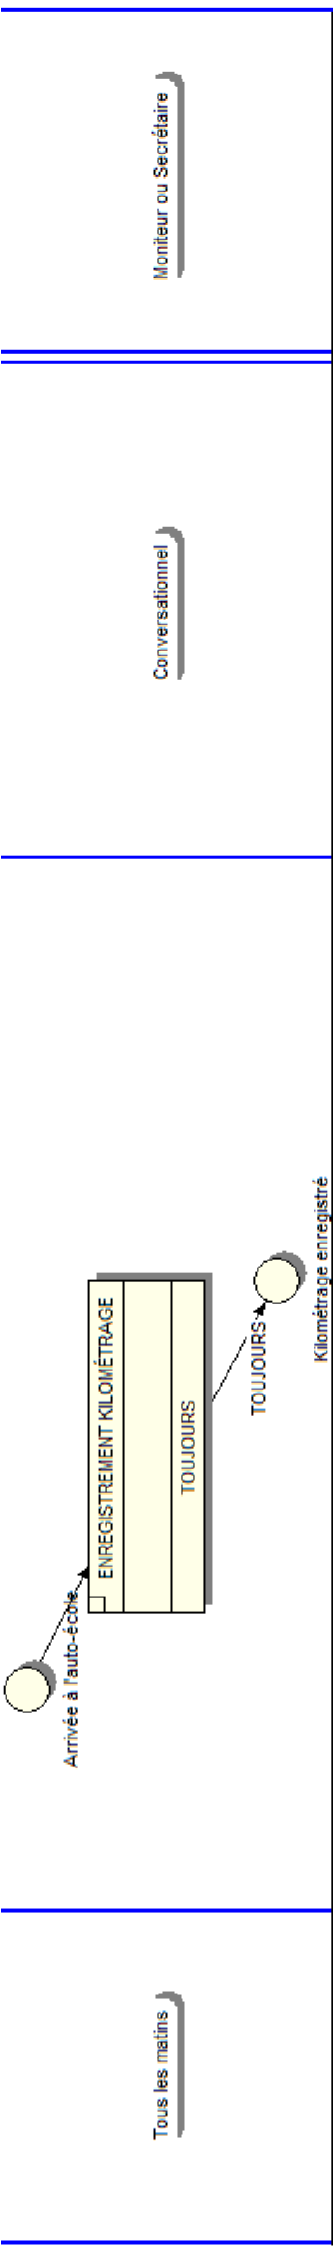 Tous les matins
Arrivée à l'auto-école
ENREGISTREMENT KILOMÉTRAGE
TOUJOURS
TOUJOURS
Kilométrage enregistré
Conversationnel
Moniteur ou Secrétaire